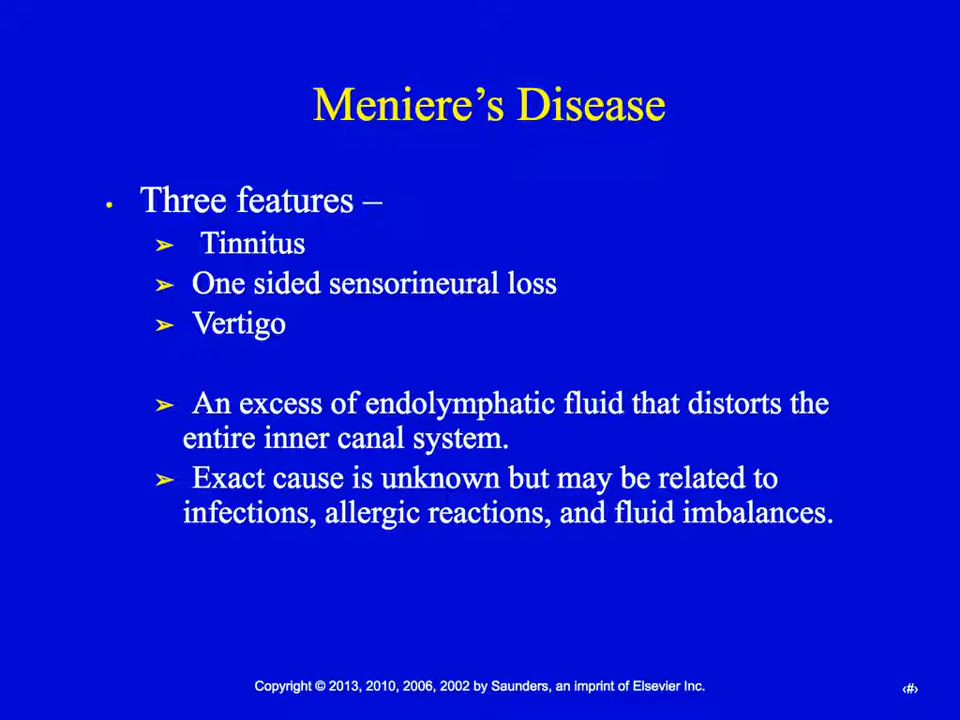 Meniere’s Disease
• Three features –
➢ Tinnitus
➢ One sided sensorineural loss
➢ Vertigo
➢ An excess of endolymphatic fluid that distorts the
entire inner canal system.
➢ Exact cause is unknown but may be related to
infections, allergic reactions, and fluid imbalances.
Copyright © 2013, 2010, 2006, 2002 by Saunders, an imprint of Elsevier Inc.
‹#›